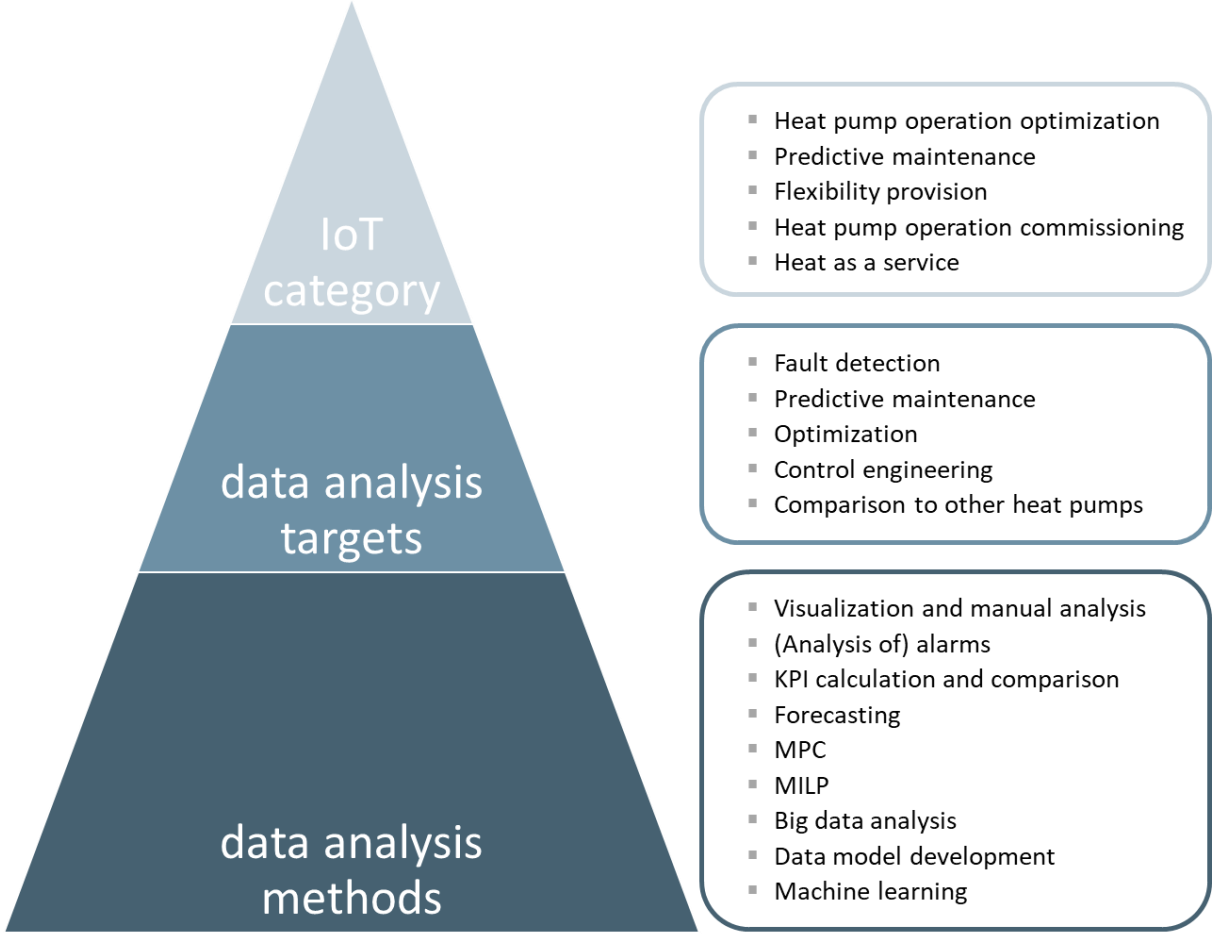 IoT
category
▪ Heat pump operation optimization
▪ Predictive maintenance
▪ Flexibility provision
▪ Heat pump operation commissioning
▪ Heat as a service
data analysis
targets
▪ Fault detection
▪ Predictive maintenance
▪ Optimization
▪ Control engineering
▪ Comparison to other heat pumps
data analysis
methods
▪ Visualization and manual analysis
▪ (Analysis of) alarms
▪ KPI calculation and comparison
▪ Forecasting
▪ MPC
▪ MILP
▪ Big data analysis
▪ Data model development
▪ Machine learning